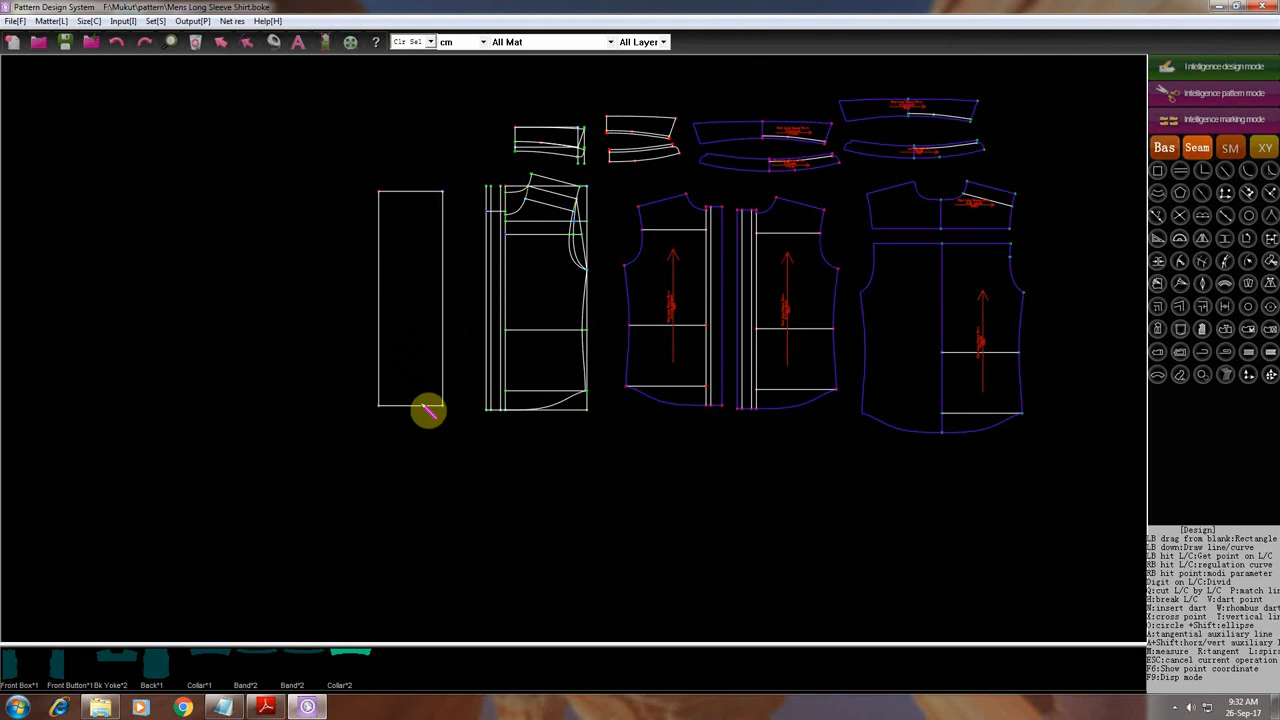 Pattern Design System F:\Mukut\pattern\Mens Long Sleeve Shirt.boke
File[F] Matter[L] Size[C] Input[I] Set[S] Output[P] Net res Help[H]
Clr Sel cm All Mat All Layer
Intelligence design mode
Intelligence pattern mode
Intelligence marking mode
Bas Seam SM XY
[Design]
LB drag from blank:Rectangle
LB down:Draw line/curve
LB hit L/C:Get point on L/C
RB hit L/C:regulation curve
RB hit point:modi parameter
Digit on L/C:Divid
Q:cut L/C by L/C P:match lin
H:break L/C V:dart point
N:insert dart W:rhombus dart
X:cross point T:vertical lin
O:circle +Shift:ellipse
A:tangential auxiliary line
A+Shift:horz/vert auxiliary l
M:measure R:tangent L:spira
ESC:cancel current operation
F6:Show point coordinate
F9:Disp mode
Front Box*1 Front Button*1 Bk Yoke*2 Back*1 Collar*1 Band*2 Band*2 Collar*2
9:32 AM
26-Sep-17